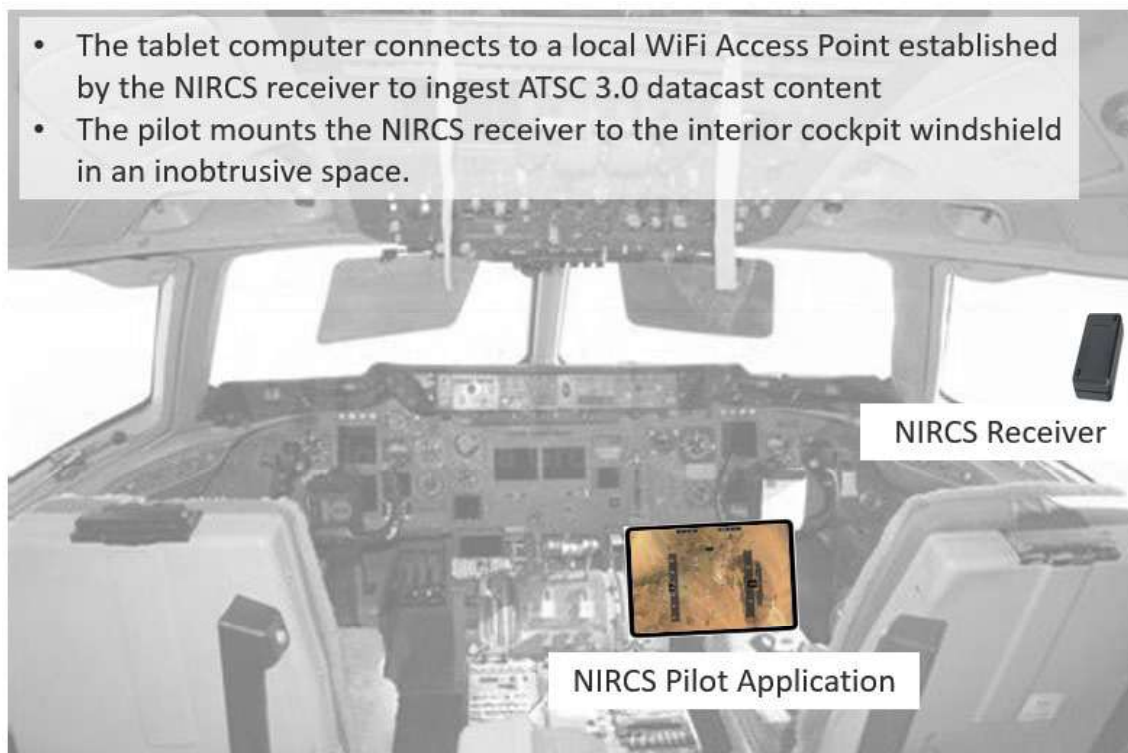 • The tablet computer connects to a local WiFi Access Point established
by the NIRCS receiver to ingest ATSC 3.0 datacast content
• The pilot mounts the NIRCS receiver to the interior cockpit windshield
in an inobtrusive space.
NIRCS Receiver
NIRCS Pilot Application